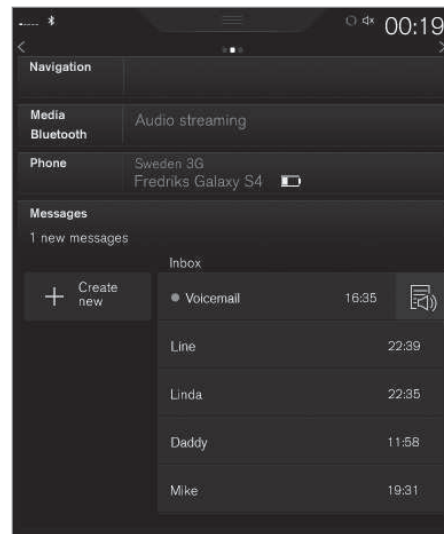 00:19
Navigation
Media
Bluetooth
Audio streaming
Phone
Sweden 3G
Fredriks Galaxy S4
Messages
1 new messages
Inbox
Create
new
Voicemail 16:35
Line 22:39
Linda 22:35
Daddy 11:58
Mike 19:31